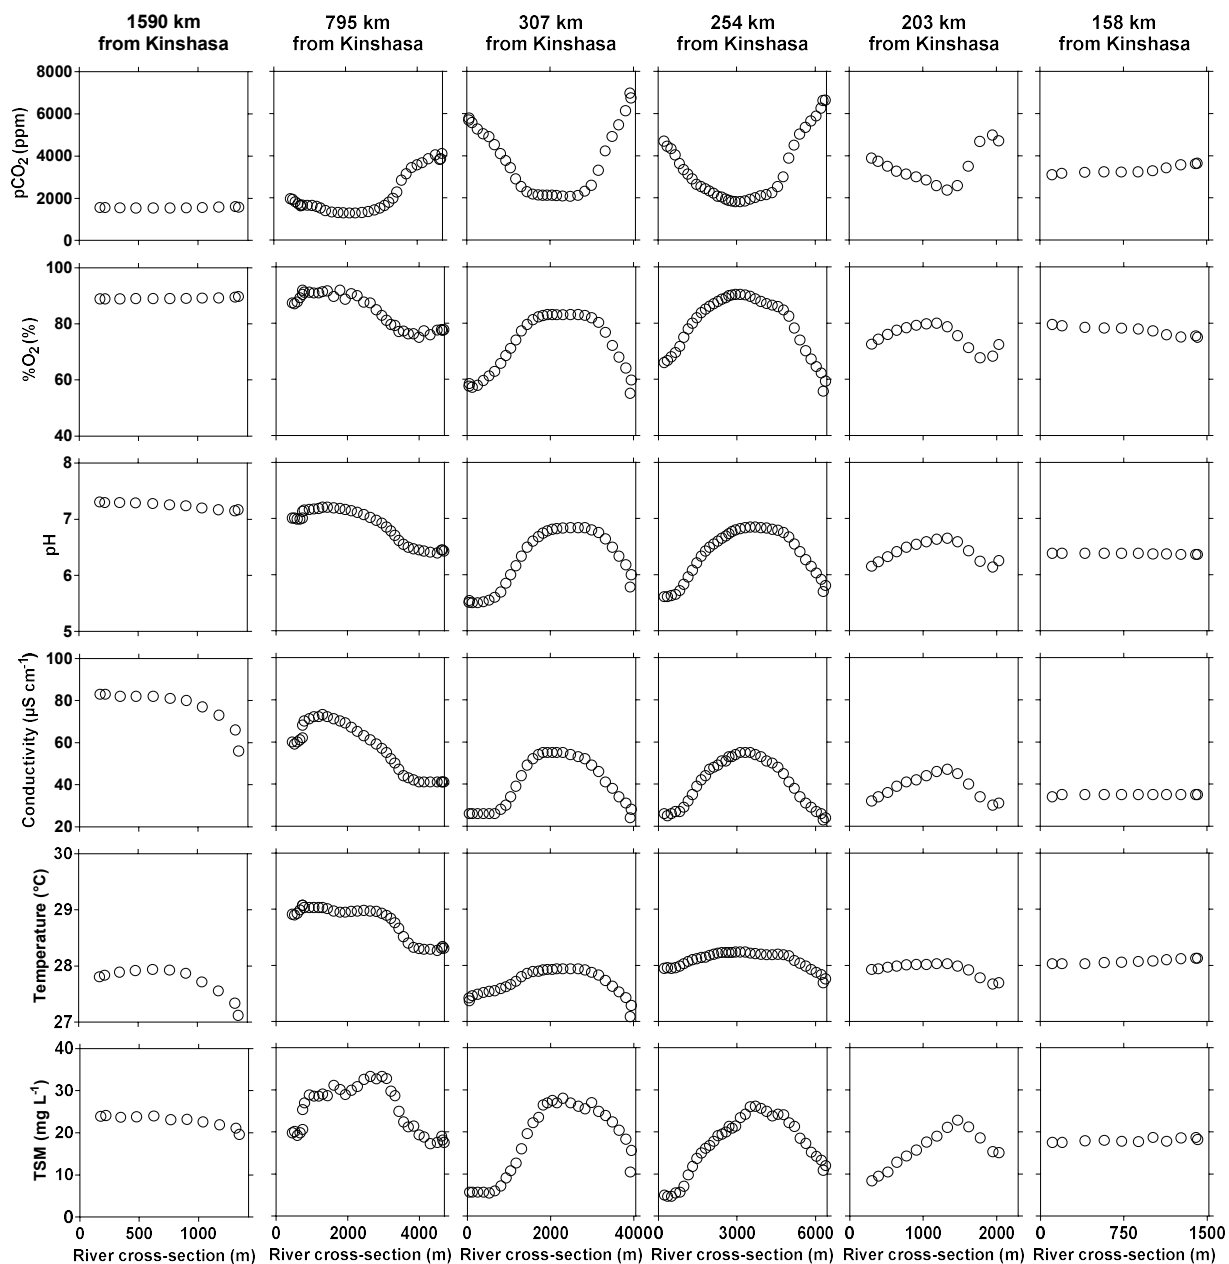 1590 km 795 km 307 km 254 km 203 km 158 km
from Kinshasa from Kinshasa from Kinshasa from Kinshasa from Kinshasa from Kinshasa
8000
6000
4000
2000
0
pCO₂ (ppm)
100
80
60
40
%O₂ (%)
8
7
6
5
pH
100
80
60
40
20
Conductivity (µS cm⁻¹)
30
29
28
27
Temperature (°C)
40
30
20
10
0
TSM (mg L⁻¹)
0 500 1000 0 2000 4000 0 2000 4000 0 3000 6000 0 1000 2000 0 750 1500
River cross-section (m) River cross-section (m) River cross-section (m) River cross-section (m) River cross-section (m) River cross-section (m)